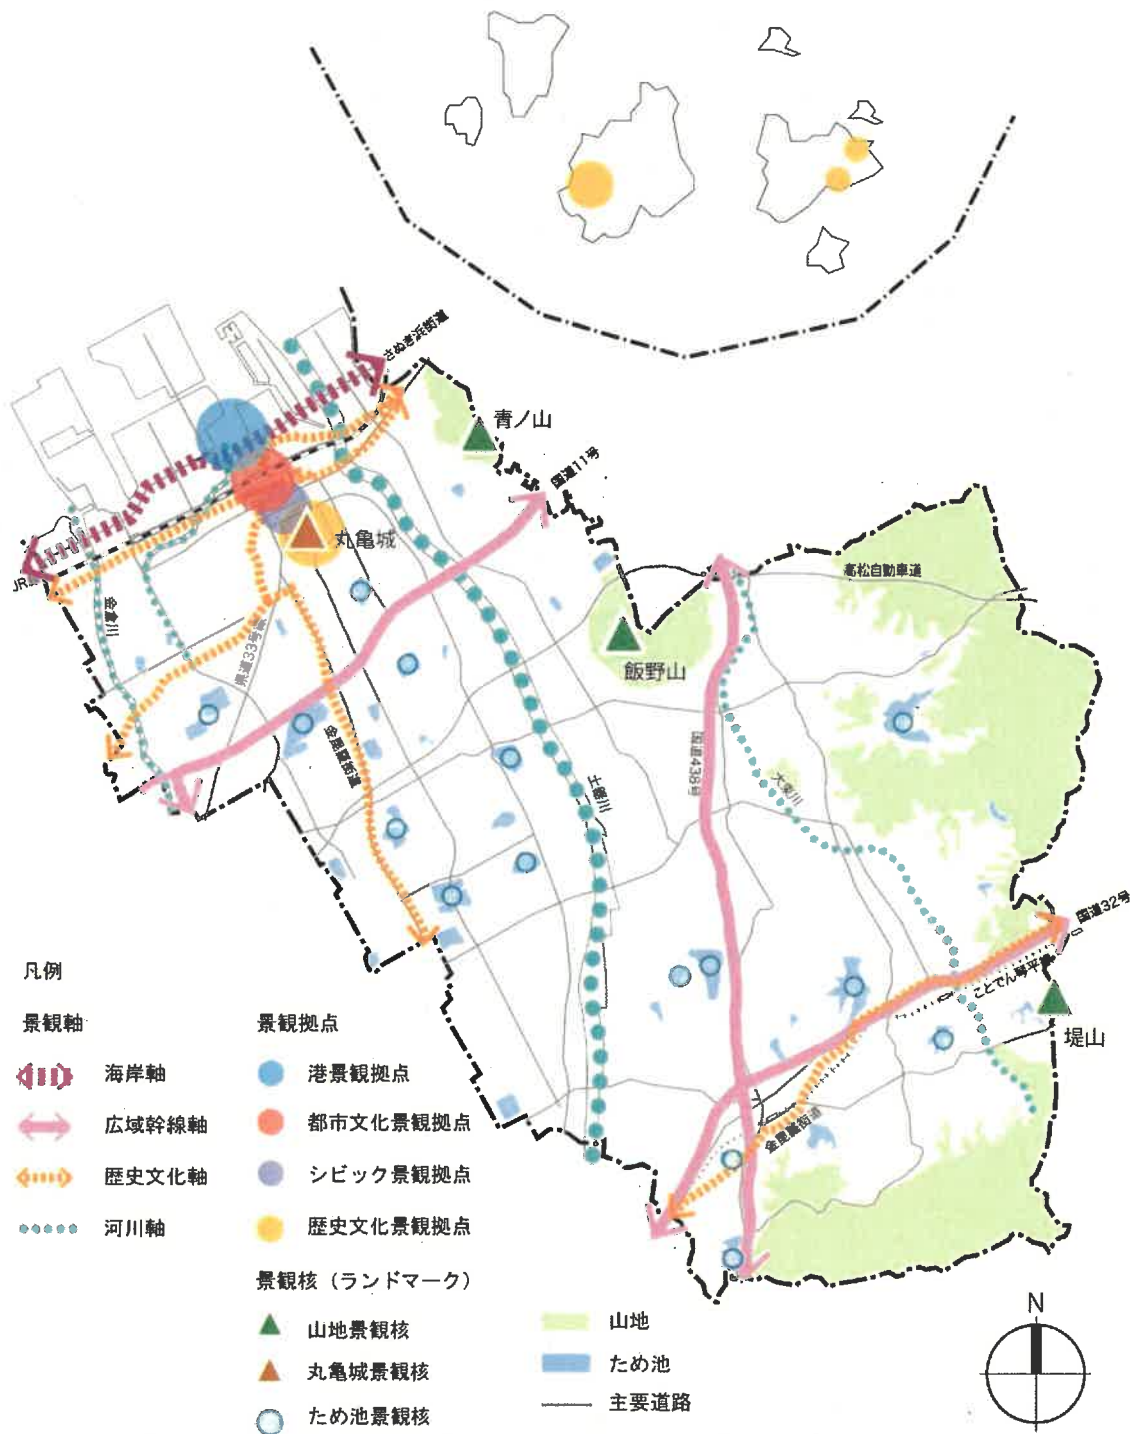 さぬき浜街道
青ノ山
国道11号
丸亀城
高松自動車道
JR
金倉川
県道33号線
飯野山
国道438号
金毘羅街道
土器川
大束川
国道32号
ことでん琴平線
堤山
金毘羅街道
凡例
景観軸
海岸軸
広域幹線軸
歴史文化軸
河川軸
景観拠点
港景観拠点
都市文化景観拠点
シビック景観拠点
歴史文化景観拠点
景観核（ランドマーク）
山地景観核
丸亀城景観核
ため池景観核
山地
ため池
主要道路
N